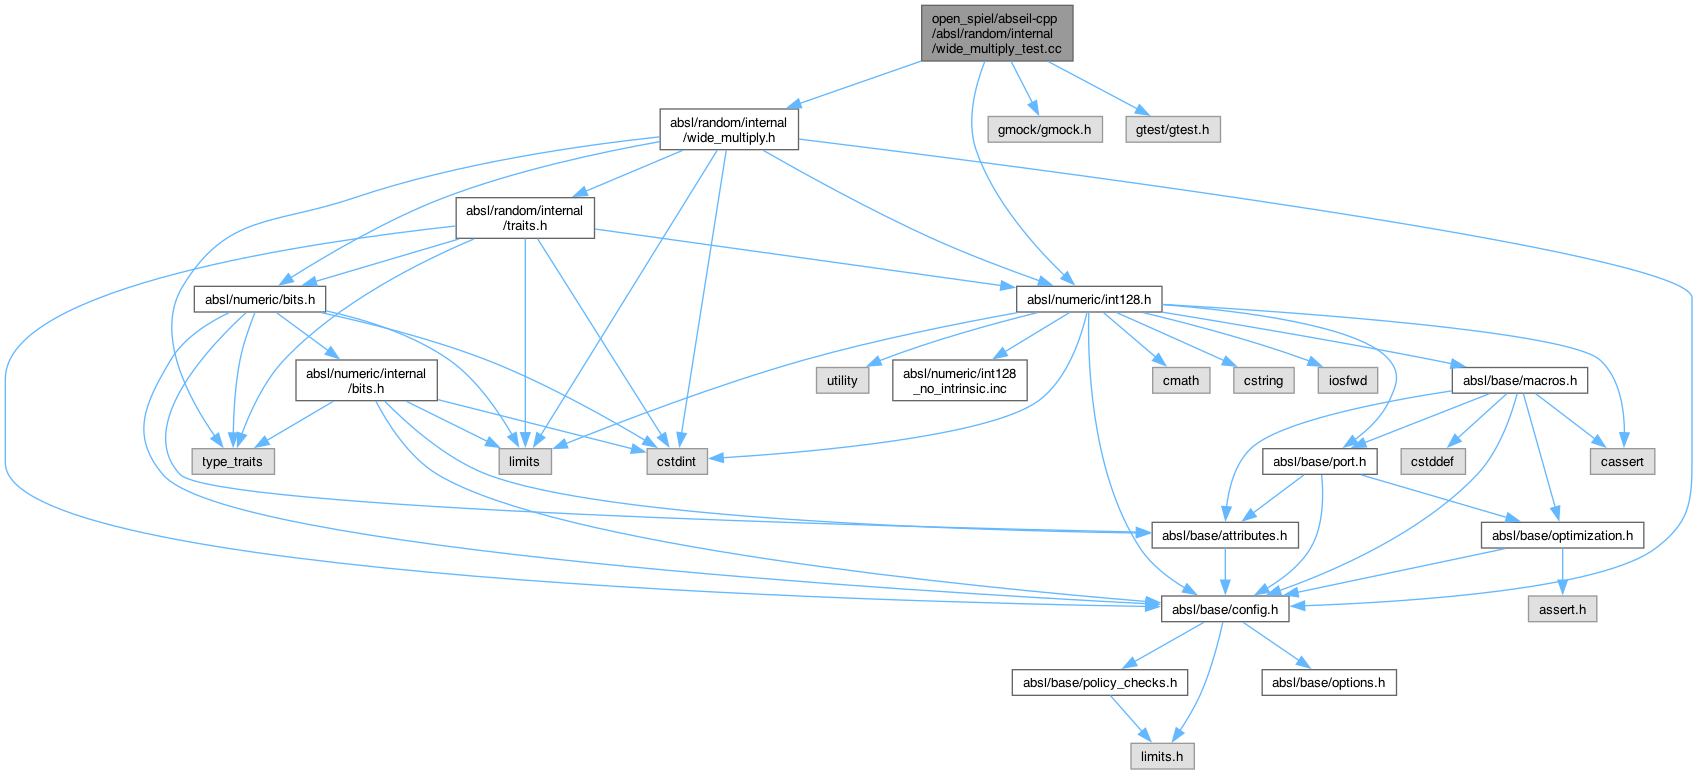 open_spiel/abseil-cpp
/absl/random/internal
/wide_multiply_test.cc
absl/random/internal
/wide_multiply.h
gmock/gmock.h
gtest/gtest.h
absl/random/internal
/traits.h
absl/numeric/bits.h
absl/numeric/int128.h
absl/numeric/internal
/bits.h
utility
absl/numeric/int128
_no_intrinsic.inc
cmath
cstring
iosfwd
absl/base/macros.h
type_traits
limits
cstdint
absl/base/port.h
cstddef
cassert
absl/base/attributes.h
absl/base/optimization.h
absl/base/config.h
assert.h
absl/base/policy_checks.h
absl/base/options.h
limits.h